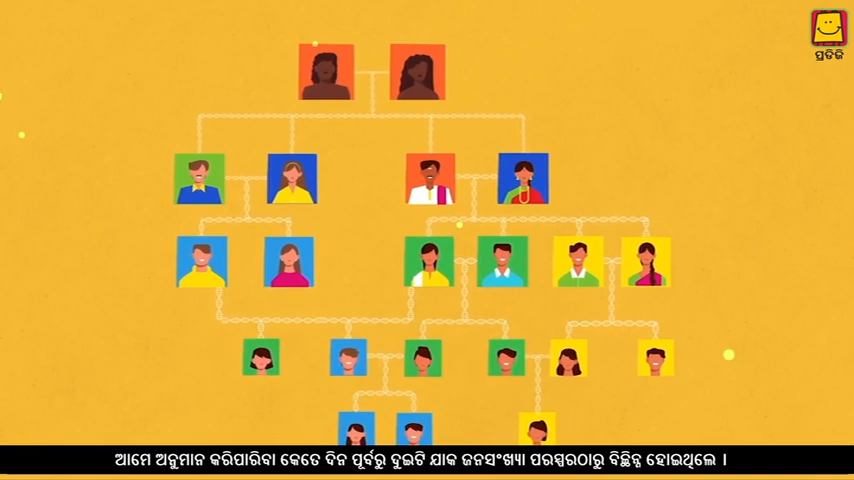 ପ୍ରତିଜି
ଆମେ ଅନୁମାନ କରିପାରିବା କେତେ ଦିନ ପୂର୍ବରୁ ଦୁଇଟି ଯାକ ଜନସଂଖ୍ୟା ପରସ୍ପରଠାରୁ ବିଚ୍ଛିନ୍ନ ହୋଇଥିଲେ ।